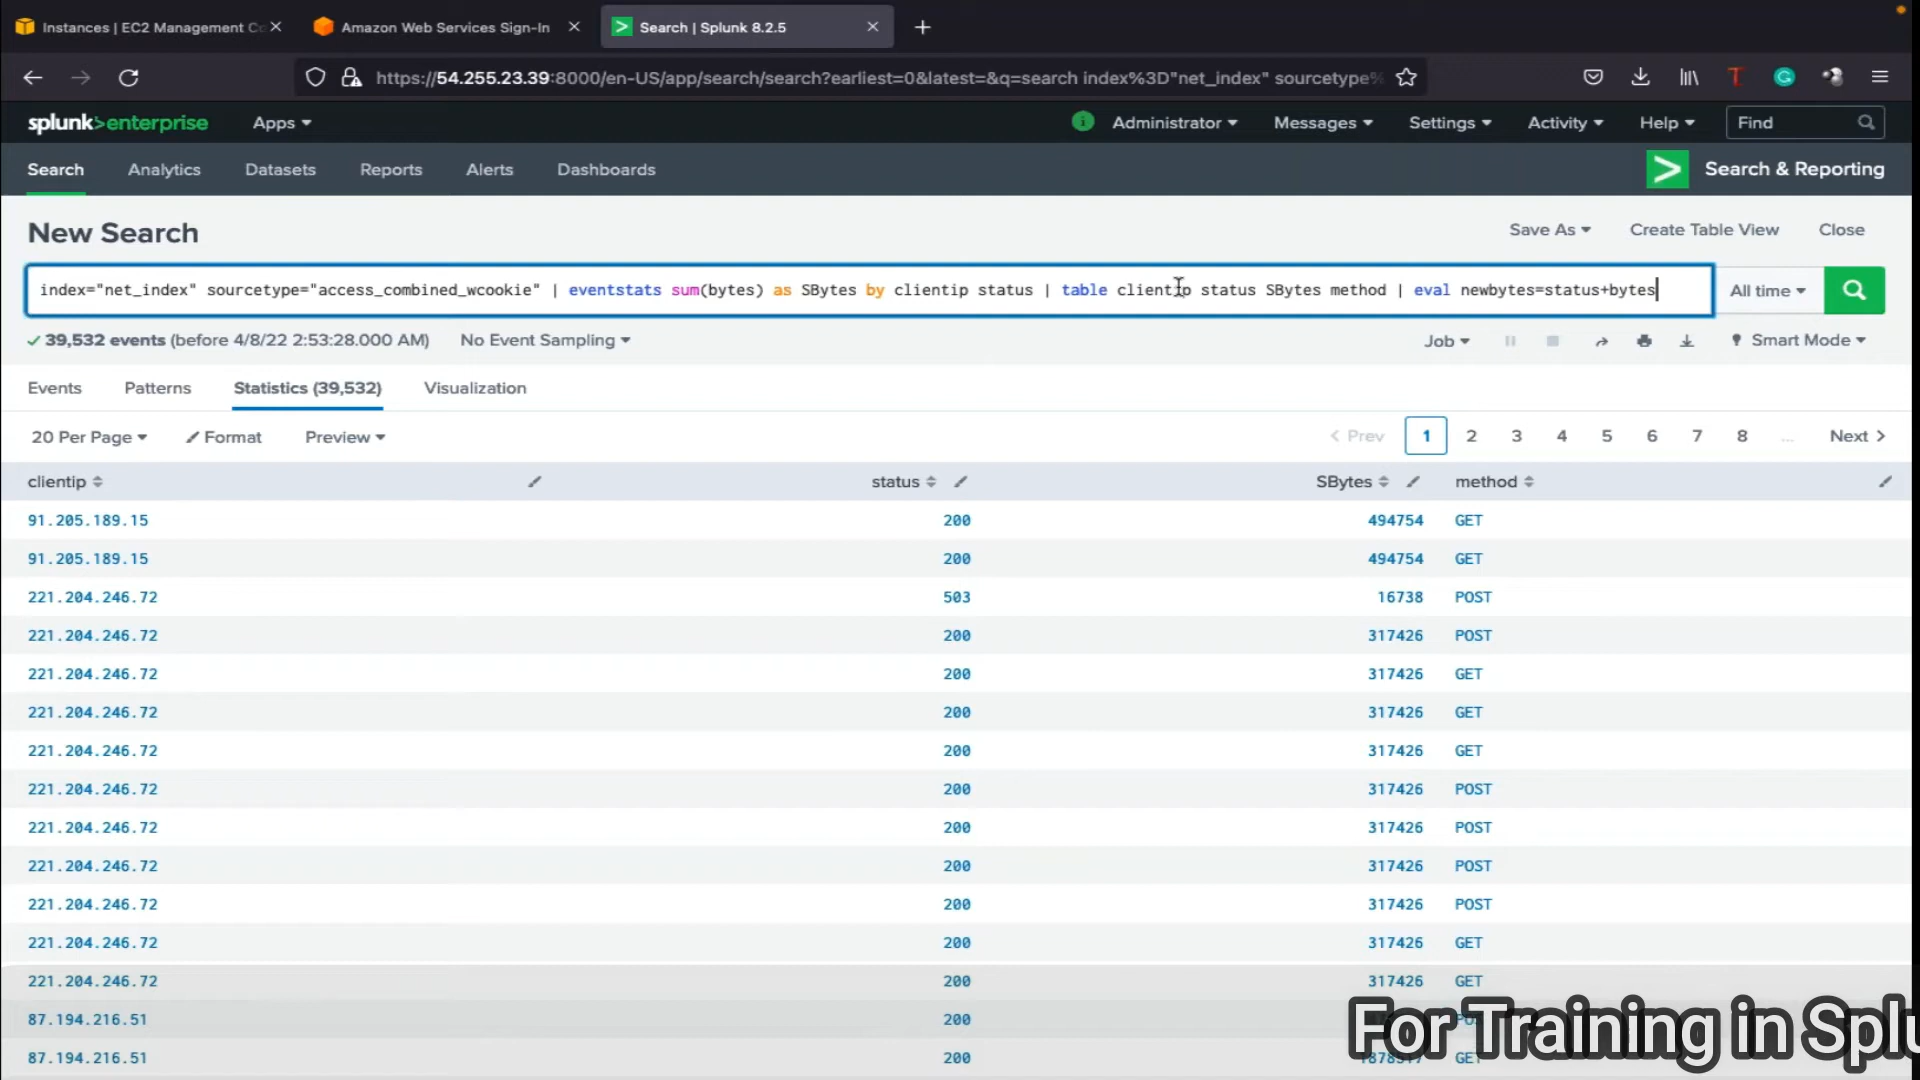 Instances | EC2 Management Co
Amazon Web Services Sign-In
Search | Splunk 8.2.5
https://54.255.23.39:8000/en-US/app/search/search?earliest=0&latest=&q=search index%3D"net_index" sourcetype%
splunk>enterprise
Apps
Administrator
Messages
Settings
Activity
Help
Find
Search
Analytics
Datasets
Reports
Alerts
Dashboards
Search & Reporting
New Search
Save As
Create Table View
Close
index="net_index" sourcetype="access_combined_wcookie" | eventstats sum(bytes) as SBytes by clientip status | table clientip status SBytes method | eval newbytes=status+bytes
All time
39,532 events (before 4/8/22 2:53:28.000 AM)
No Event Sampling
Job
Smart Mode
Events
Patterns
Statistics (39,532)
Visualization
20 Per Page
Format
Preview
< Prev 1 2 3 4 5 6 7 8 ... Next >
clientip status SBytes method
91.205.189.15 200 494754 GET
91.205.189.15 200 494754 GET
221.204.246.72 503 16738 POST
221.204.246.72 200 317426 POST
221.204.246.72 200 317426 GET
221.204.246.72 200 317426 GET
221.204.246.72 200 317426 GET
221.204.246.72 200 317426 POST
221.204.246.72 200 317426 POST
221.204.246.72 200 317426 POST
221.204.246.72 200 317426 POST
221.204.246.72 200 317426 GET
221.204.246.72 200 317426 GET
87.194.216.51 200
87.194.216.51 200 GET
For Training in Splu